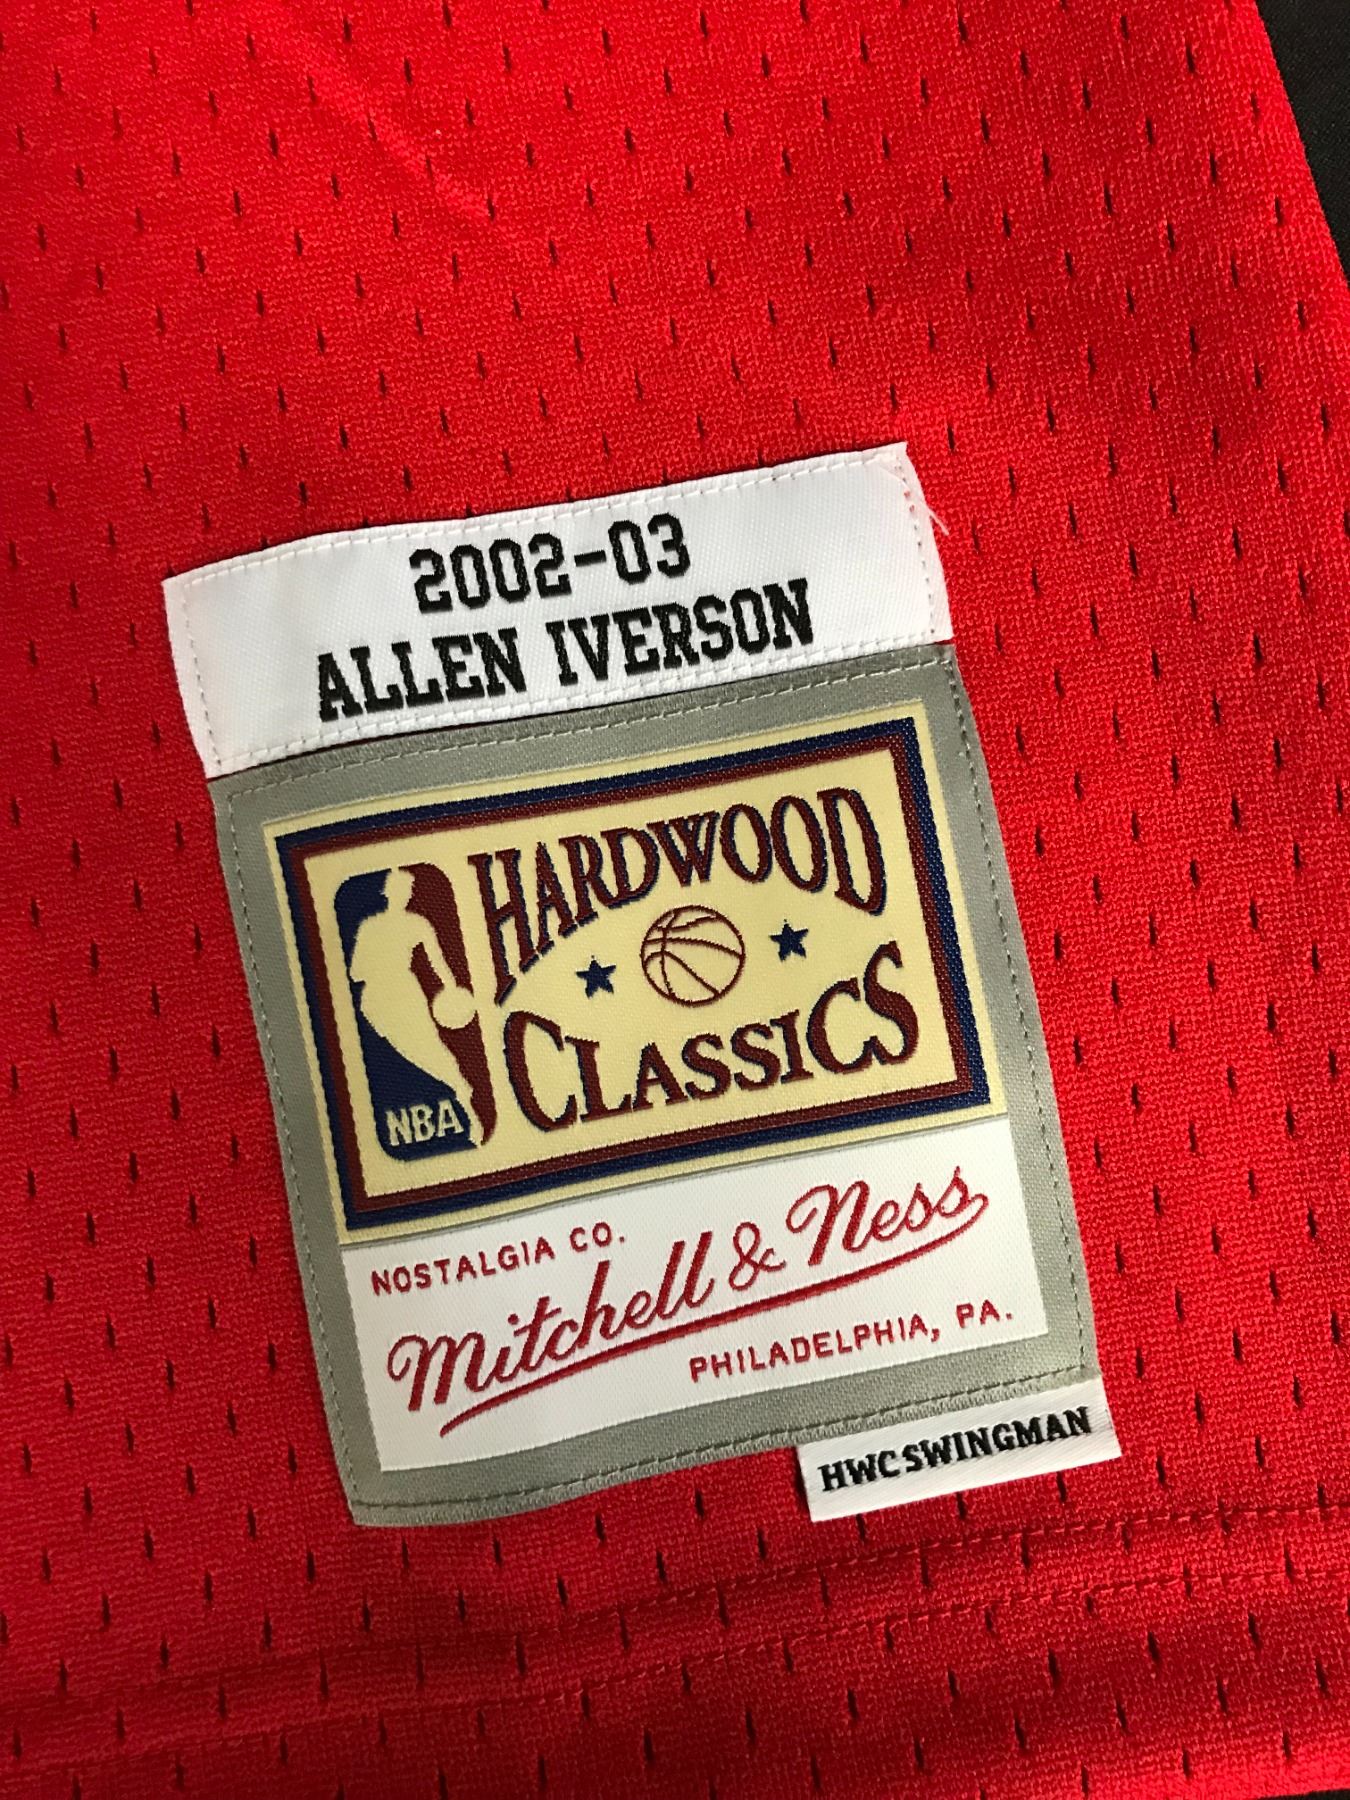 2002-03
ALLEN IVERSON
HARDWOOD
CLASSICS
NBA
NOSTALGIA CO.
Mitchell & Ness
PHILADELPHIA, PA.
HWC SWINGMAN